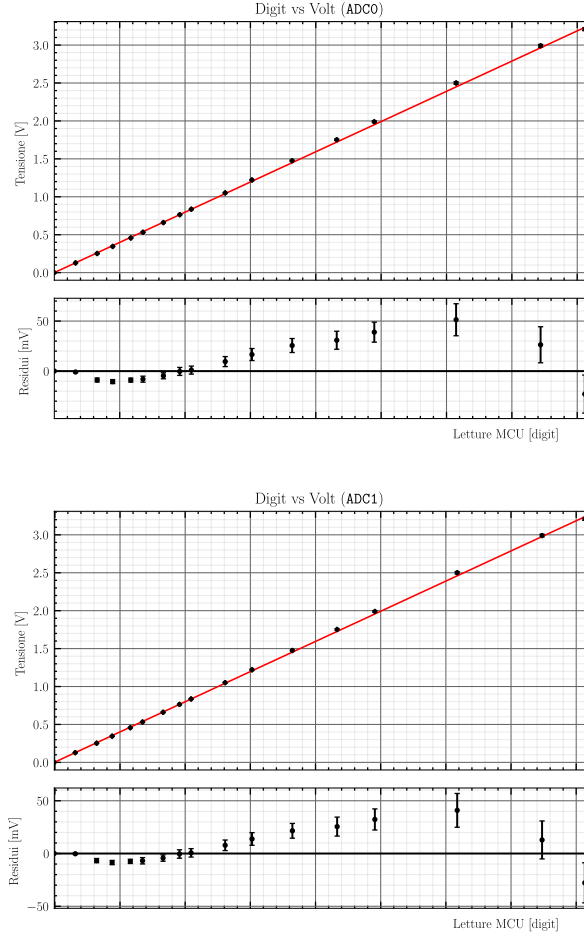 Digit vs Volt (ADC0)
Tensione [V]
3.0
2.5
2.0
1.5
1.0
0.5
0.0
Residui [mV]
50
0
Letture MCU [digit]
Digit vs Volt (ADC1)
Tensione [V]
3.0
2.5
2.0
1.5
1.0
0.5
0.0
Residui [mV]
50
0
−50
Letture MCU [digit]